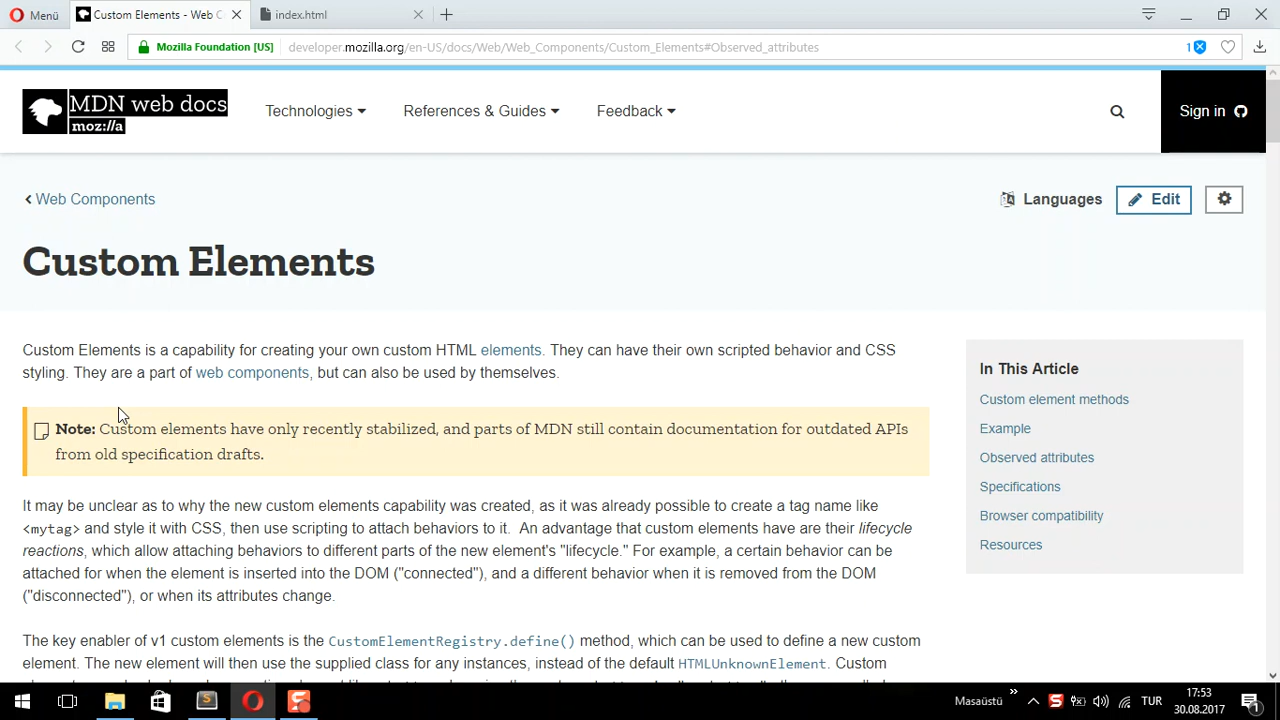 Menü
Custom Elements - Web C
index.html
Mozilla Foundation [US]
developer.mozilla.org/en-US/docs/Web/Web_Components/Custom_Elements#Observed_attributes
1
MDN web docs
moz://a
Technologies
References & Guides
Feedback
Sign in
Web Components
Languages
Edit
Custom Elements
Custom Elements is a capability for creating your own custom HTML elements. They can have their own scripted behavior and CSS
styling. They are a part of web components, but can also be used by themselves.
Note: Custom elements have only recently stabilized, and parts of MDN still contain documentation for outdated APIs
from old specification drafts.
It may be unclear as to why the new custom elements capability was created, as it was already possible to create a tag name like
<mytag> and style it with CSS, then use scripting to attach behaviors to it. An advantage that custom elements have are their lifecycle
reactions, which allow attaching behaviors to different parts of the new element's "lifecycle." For example, a certain behavior can be
attached for when the element is inserted into the DOM ("connected"), and a different behavior when it is removed from the DOM
("disconnected"), or when its attributes change.
The key enabler of v1 custom elements is the CustomElementRegistry.define() method, which can be used to define a new custom
element. The new element will then use the supplied class for any instances, instead of the default HTMLUnknownElement. Custom
In This Article
Custom element methods
Example
Observed attributes
Specifications
Browser compatibility
Resources
Masaüstü
TUR
17:53
30.08.2017
1